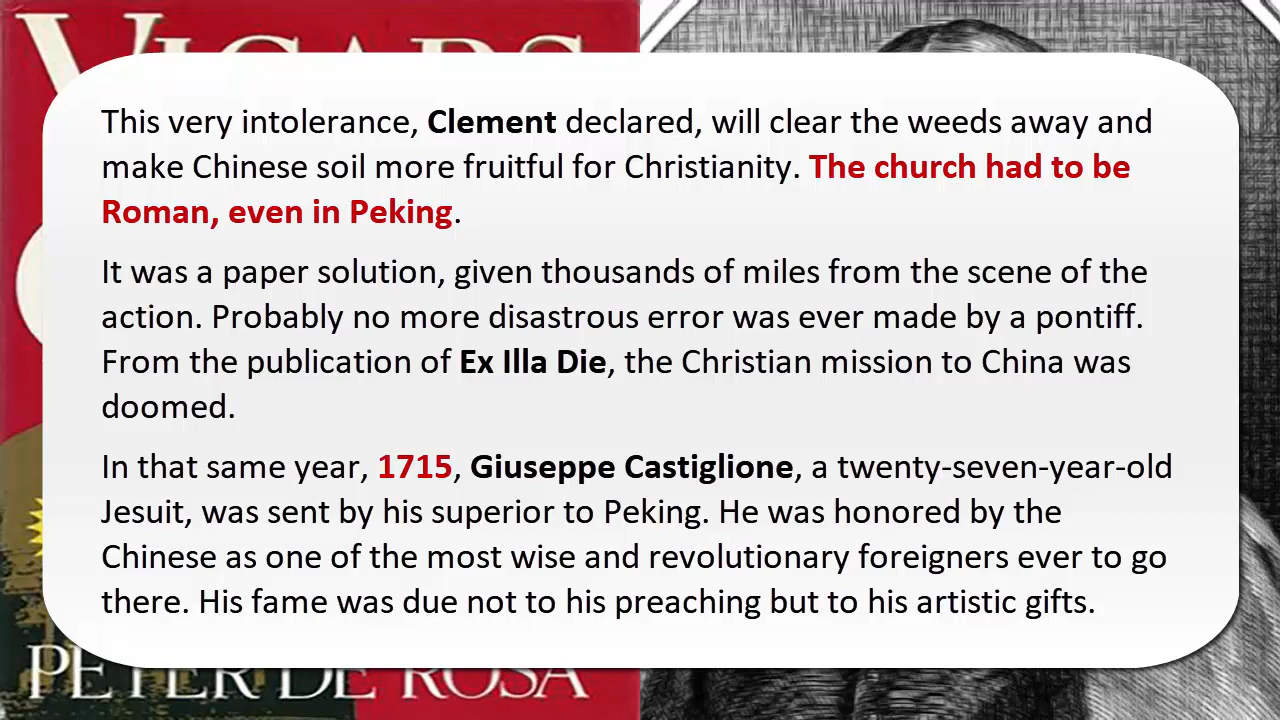 VICARS
This very intolerance, Clement declared, will clear the weeds away and
make Chinese soil more fruitful for Christianity. The church had to be
Roman, even in Peking.
It was a paper solution, given thousands of miles from the scene of the
action. Probably no more disastrous error was ever made by a pontiff.
From the publication of Ex Illa Die, the Christian mission to China was
doomed.
In that same year, 1715, Giuseppe Castiglione, a twenty-seven-year-old
Jesuit, was sent by his superior to Peking. He was honored by the
Chinese as one of the most wise and revolutionary foreigners ever to go
there. His fame was due not to his preaching but to his artistic gifts.
PETER DE ROSA